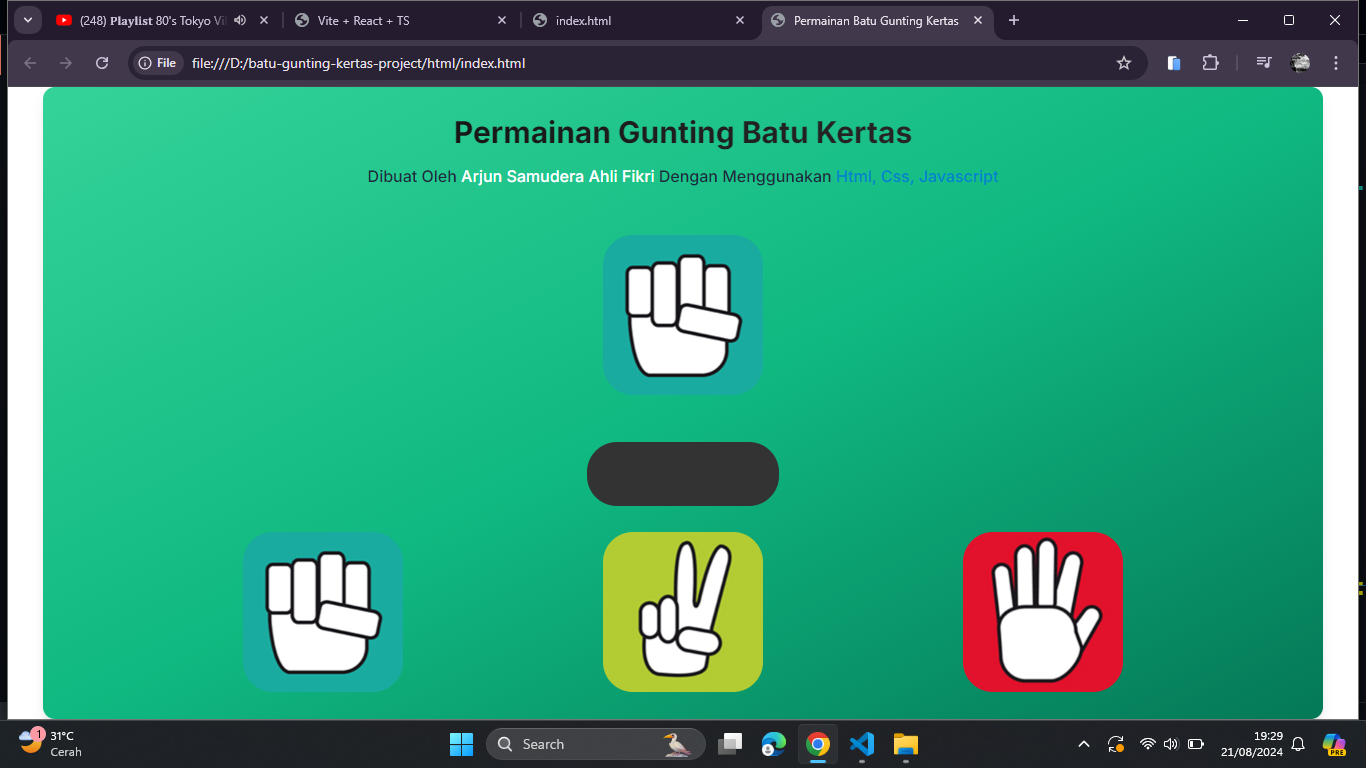 (248) Playlist 80's Tokyo Vi
Vite + React + TS
index.html
Permainan Batu Gunting Kertas
File
file:///D:/batu-gunting-kertas-project/html/index.html
Permainan Gunting Batu Kertas
Dibuat Oleh Arjun Samudera Ahli Fikri Dengan Menggunakan Html, Css, Javascript
1
31°C
Cerah
Search
19:29
21/08/2024
PRE